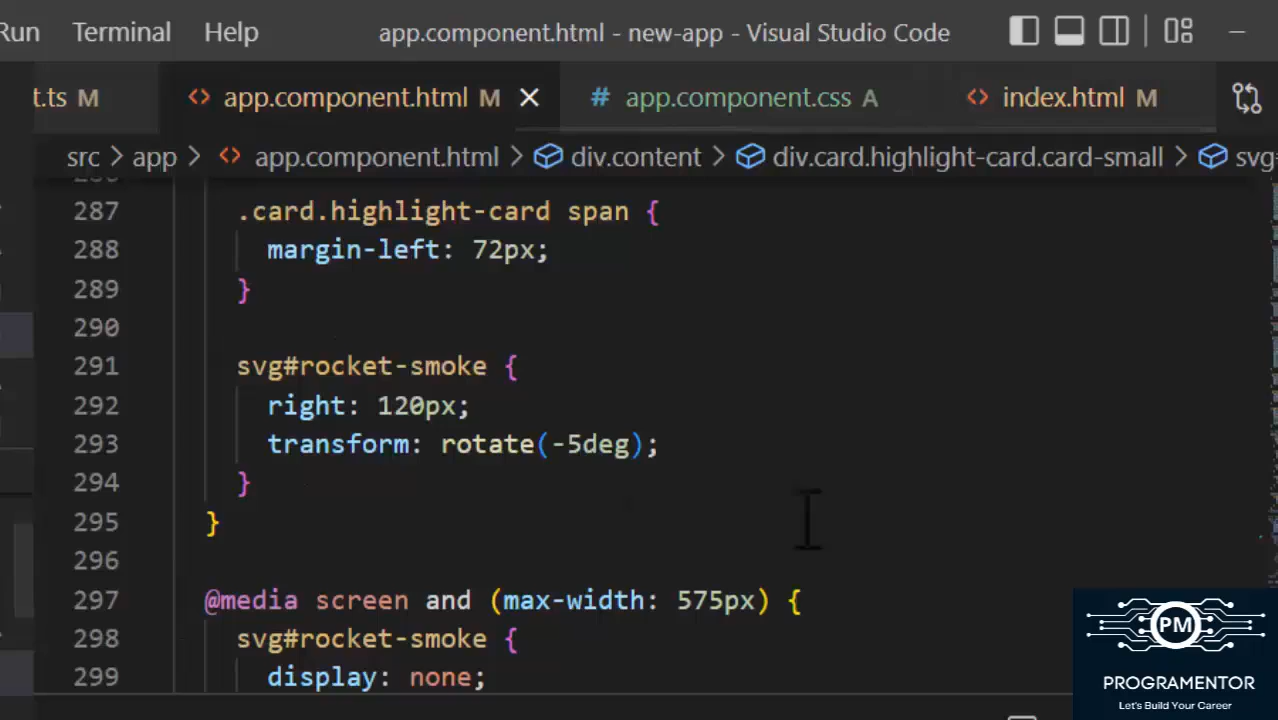 Run Terminal Help app.component.html - new-app - Visual Studio Code
t.ts M app.component.html M # app.component.css A index.html M
src > app > app.component.html > div.content > div.card.highlight-card.card-small > svg#
287 .card.highlight-card span {
288 margin-left: 72px;
289 }
290
291 svg#rocket-smoke {
292 right: 120px;
293 transform: rotate(-5deg);
294 }
295 }
296
297 @media screen and (max-width: 575px) {
298 svg#rocket-smoke {
299 display: none;
PM
PROGRAMENTOR
Let's Build Your Career